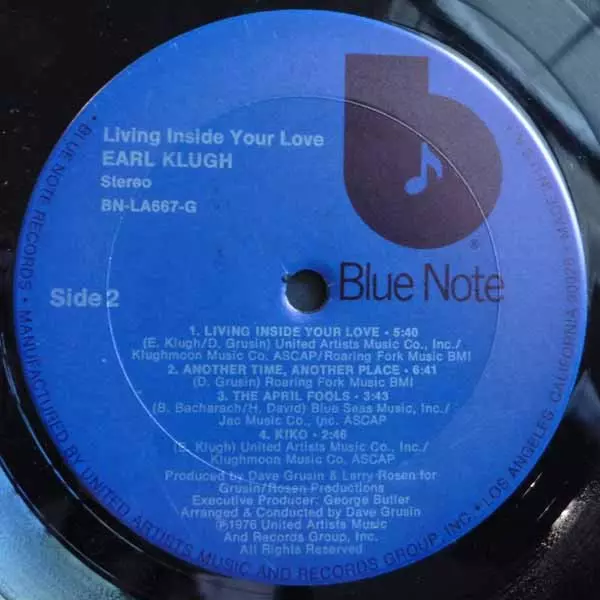 Living Inside Your Love
EARL KLUGH
Stereo
BN-LA667-G
Side 2
b
®
Blue Note
1. LIVING INSIDE YOUR LOVE • 5:40
(E. Klugh/D. Grusin) United Artists Music Co., Inc./
Klughmoon Music Co. ASCAP/Roaring Fork Music BMI
2. ANOTHER TIME, ANOTHER PLACE • 6:41
(D. Grusin) Roaring Fork Music BMI
3. THE APRIL FOOLS • 3:43
(B. Bacharach/H. David) Blue Seas Music, Inc./
Jac Music Co., Inc. ASCAP
4. KIKO • 2:46
(E. Klugh) United Artists Music Co., Inc./
Klughmoon Music Co. ASCAP
Produced by Dave Grusin & Larry Rosen for
Grusin/Rosen Productions
Executive Producer: George Butler
Arranged & Conducted by Dave Grusin
℗1976 United Artists Music
And Records Group, Inc.
All Rights Reserved
• BLUE NOTE RECORDS • MANUFACTURED BY UNITED ARTISTS MUSIC AND RECORDS GROUP, INC. • LOS ANGELES, CALIFORNIA 90028 • MADE IN U.S.A.